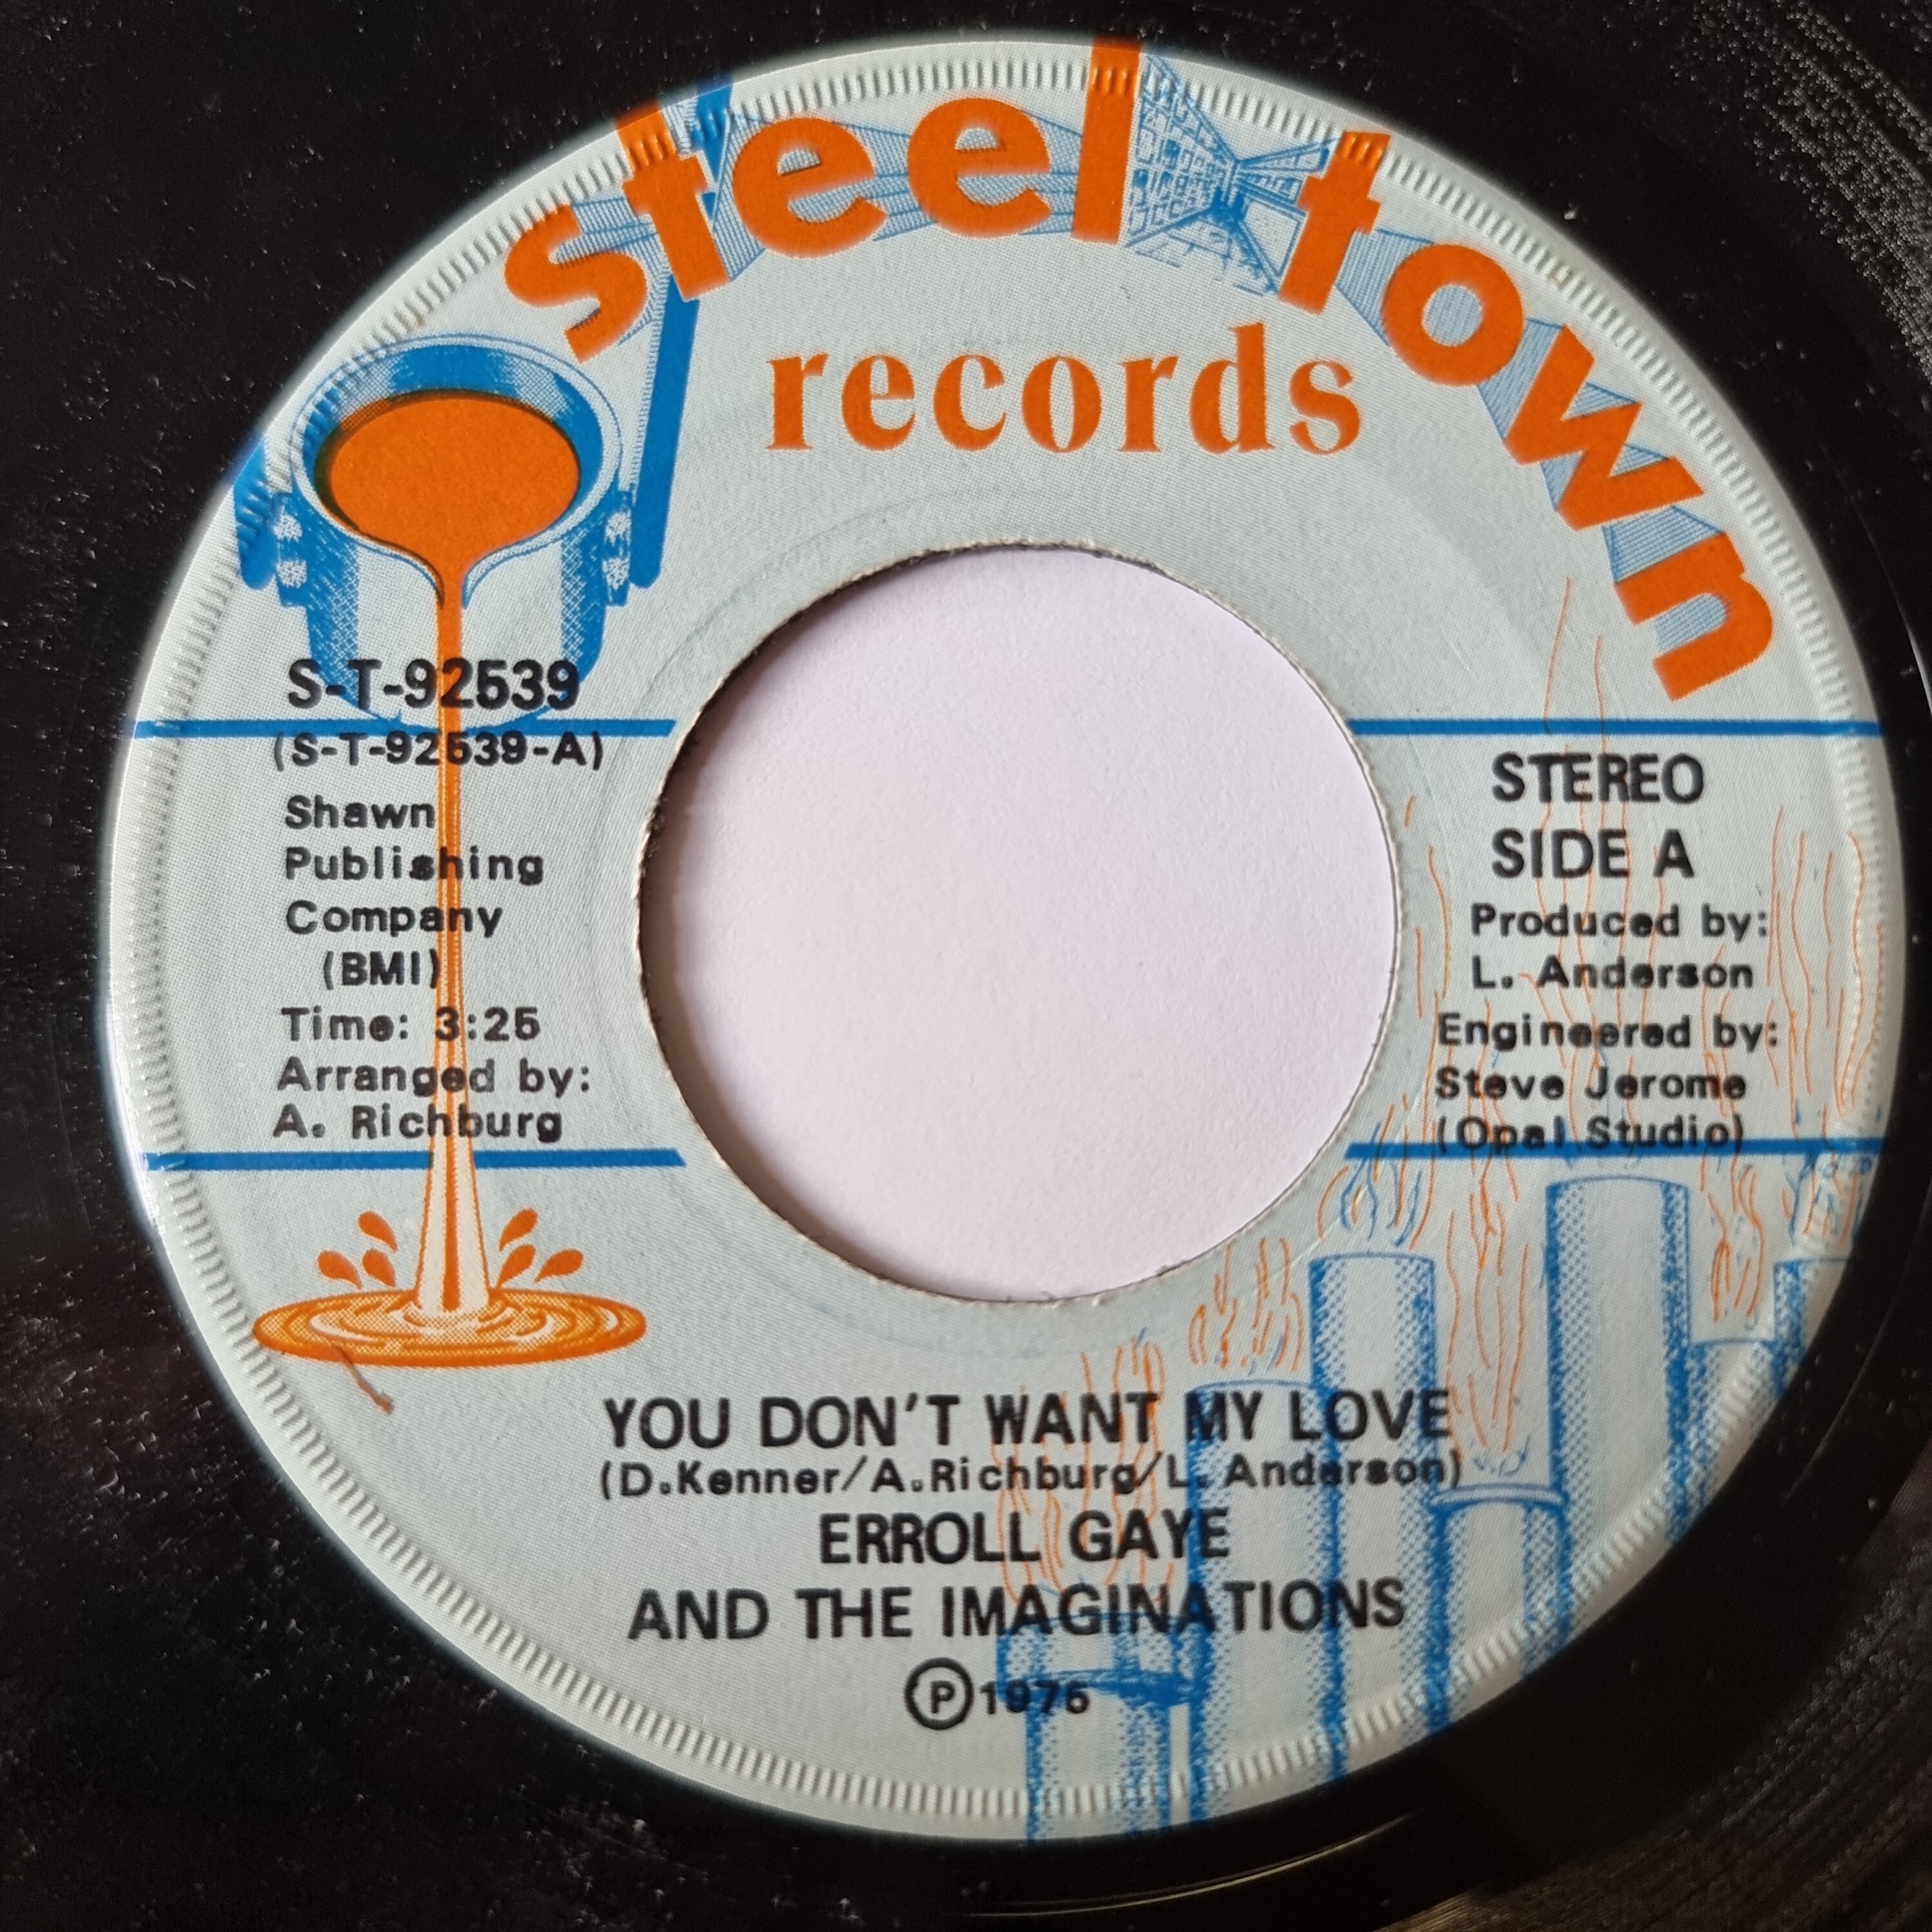 steel town
records
S-T-92539
(S-T-92539-A)
Shawn
Publishing
Company
(BMI)
Time: 3:25
Arranged by:
A. Richburg
STEREO
SIDE A
Produced by:
L. Anderson
Engineered by:
Steve Jerome
(Opal Studio)
YOU DON'T WANT MY LOVE
(D.Kenner/A.Richburg/L. Anderson)
ERROLL GAYE
AND THE IMAGINATIONS